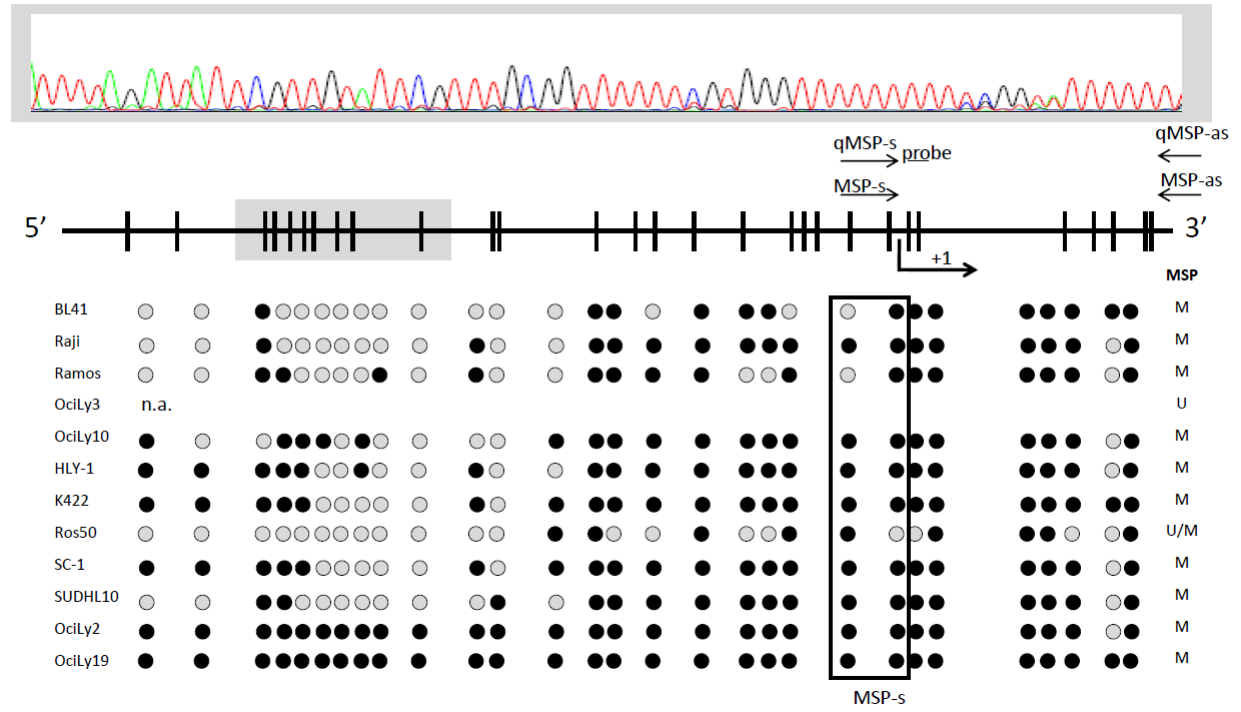 qMSP-s probe
qMSP-as
MSP-s
MSP-as
5’
3’
+1
MSP
BL41 M
Raji M
Ramos M
OciLy3 n.a. U
OciLy10 M
HLY-1 M
K422 M
Ros50 U/M
SC-1 M
SUDHL10 M
OciLy2 M
OciLy19 M
MSP-s